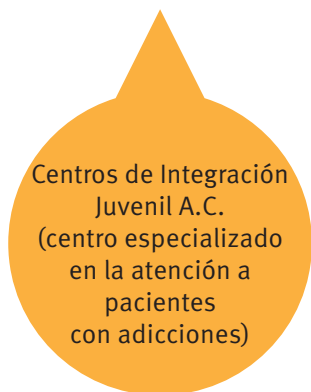 Centros de Integración
Juvenil A.C.
(centro especializado
en la atención a
pacientes
con adicciones)